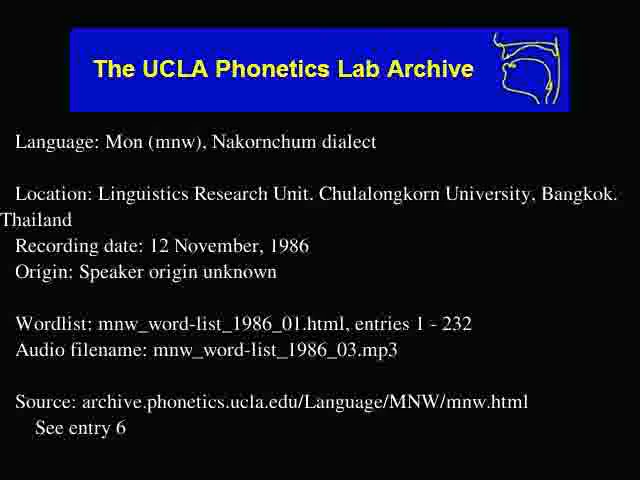 The UCLA Phonetics Lab Archive
Language: Mon (mnw), Nakornchum dialect
Location: Linguistics Research Unit. Chulalongkorn University, Bangkok.
Thailand
Recording date: 12 November, 1986
Origin: Speaker origin unknown
Wordlist: mnw_word-list_1986_01.html, entries 1 - 232
Audio filename: mnw_word-list_1986_03.mp3
Source: archive.phonetics.ucla.edu/Language/MNW/mnw.html
See entry 6